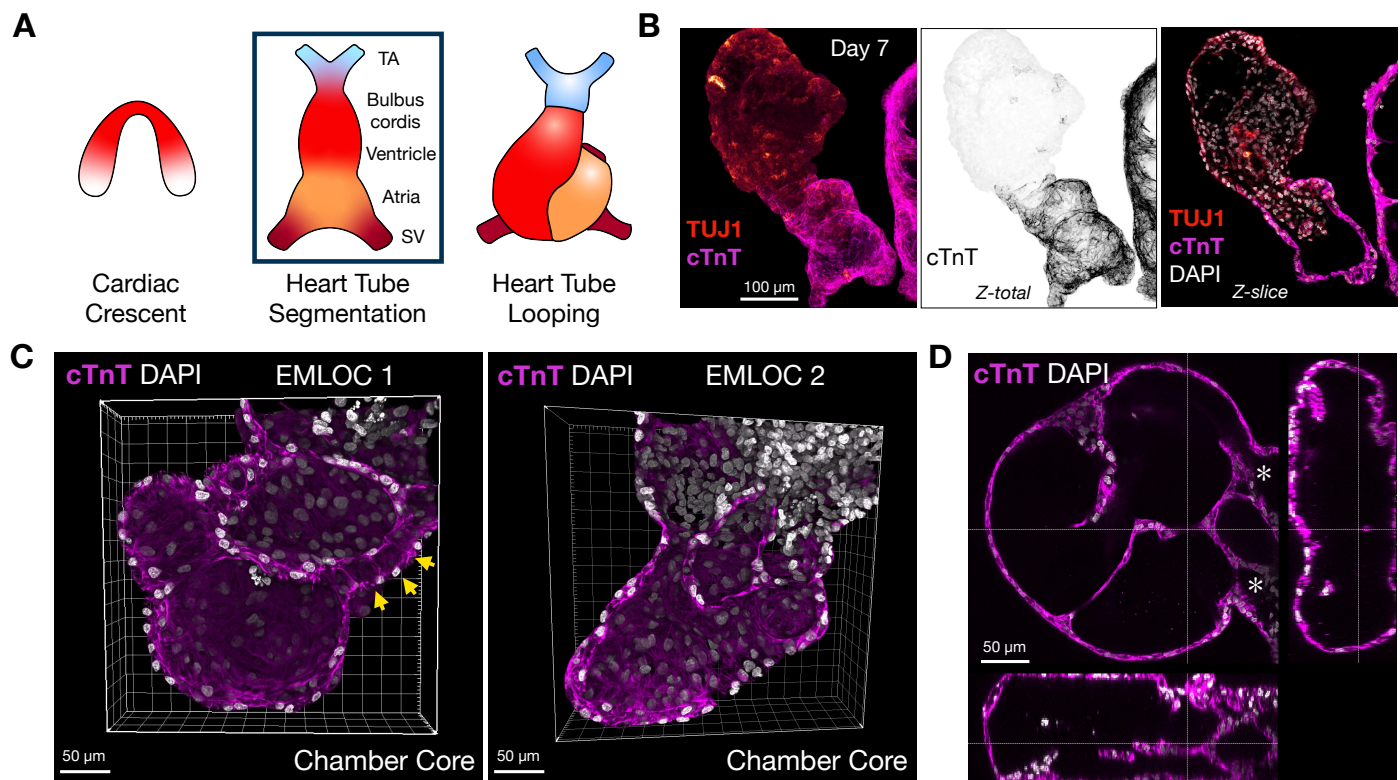 A
TA
Bulbus
cordis
Ventricle
Atria
SV
Cardiac
Crescent
Heart Tube
Segmentation
Heart Tube
Looping
B
Day 7
TUJ1
cTnT
100 µm
cTnT
Z-total
TUJ1
cTnT
DAPI
Z-slice
C
cTnT DAPI
EMLOC 1
50 µm
Chamber Core
cTnT DAPI
EMLOC 2
50 µm
Chamber Core
D
cTnT DAPI
*
*
50 µm